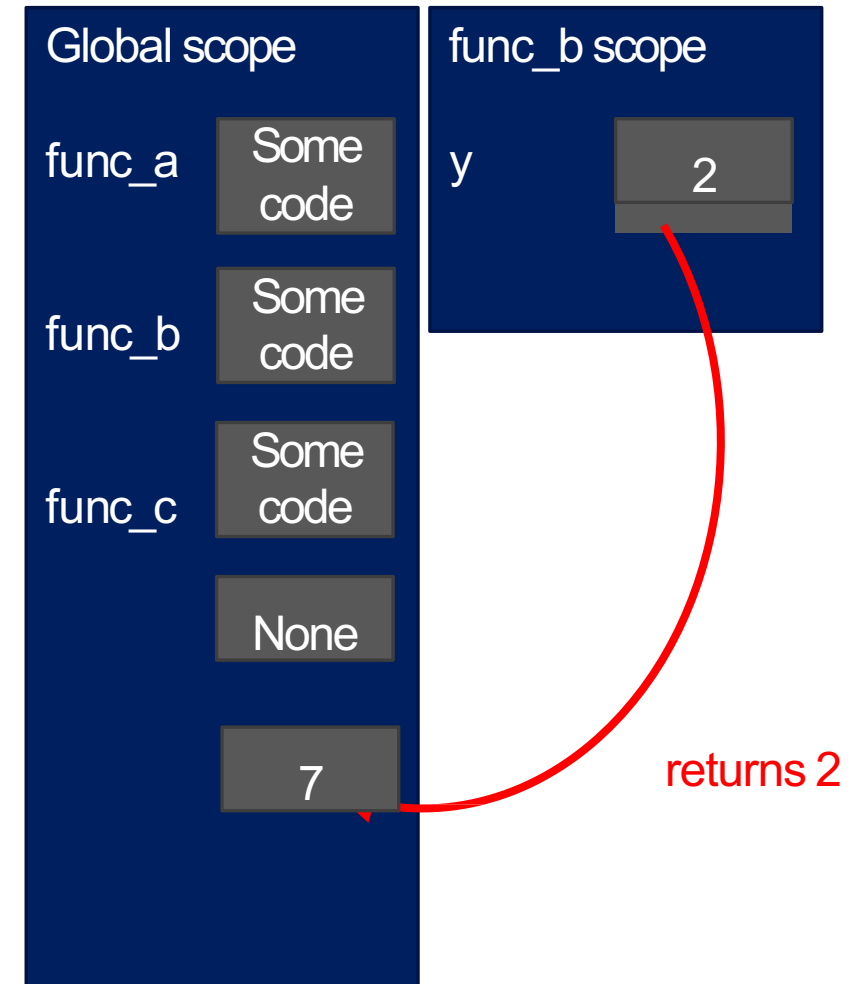 Global scope
func_a
Some
code
func_b
Some
code
func_c
Some
code
None
7
func_b scope
y
2
returns 2